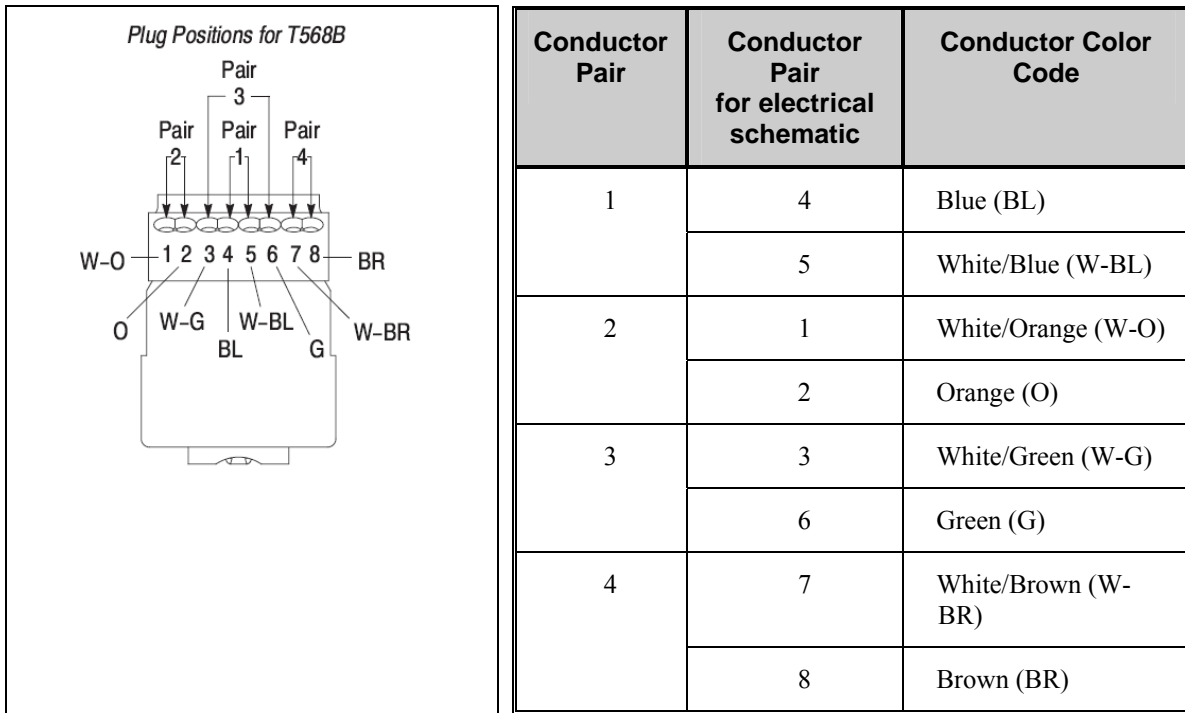 Plug Positions for T568B
Pair
3
Pair Pair Pair
2 1 4
W-O 1 2 3 4 5 6 7 8 BR
O W-G BL W-BL G W-BR
Conductor Pair
Conductor Pair for electrical schematic
Conductor Color Code
1 4 Blue (BL)
5 White/Blue (W-BL)
2 1 White/Orange (W-O)
2 Orange (O)
3 3 White/Green (W-G)
6 Green (G)
4 7 White/Brown (W-
BR)
8 Brown (BR)